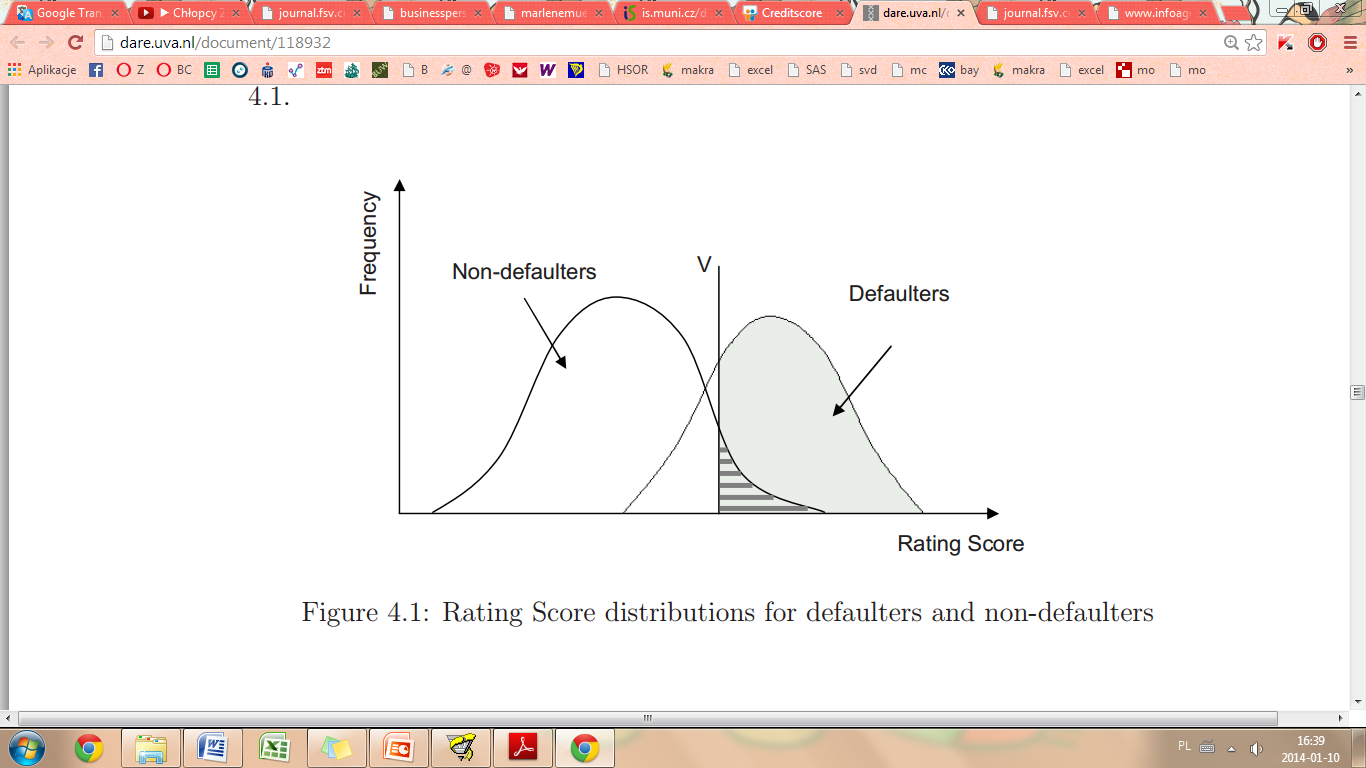 Google Tran
▶ Chłopcy 2
journal.fsv.c
businesspers
marlenemue
is.muni.cz/d
Creditscore
dare.uva.nl/
journal.fsv.c
www.infoag
dare.uva.nl/document/118932
Aplikacje
Z
BC
ztm
B
@
W
HSOR
makra
excel
SAS
svd
mc
bay
makra
excel
mo
mo
»
4.1.
Frequency
Non-defaulters
V
Defaulters
Rating Score
Figure 4.1: Rating Score distributions for defaulters and non-defaulters
PL
16:39
2014-01-10